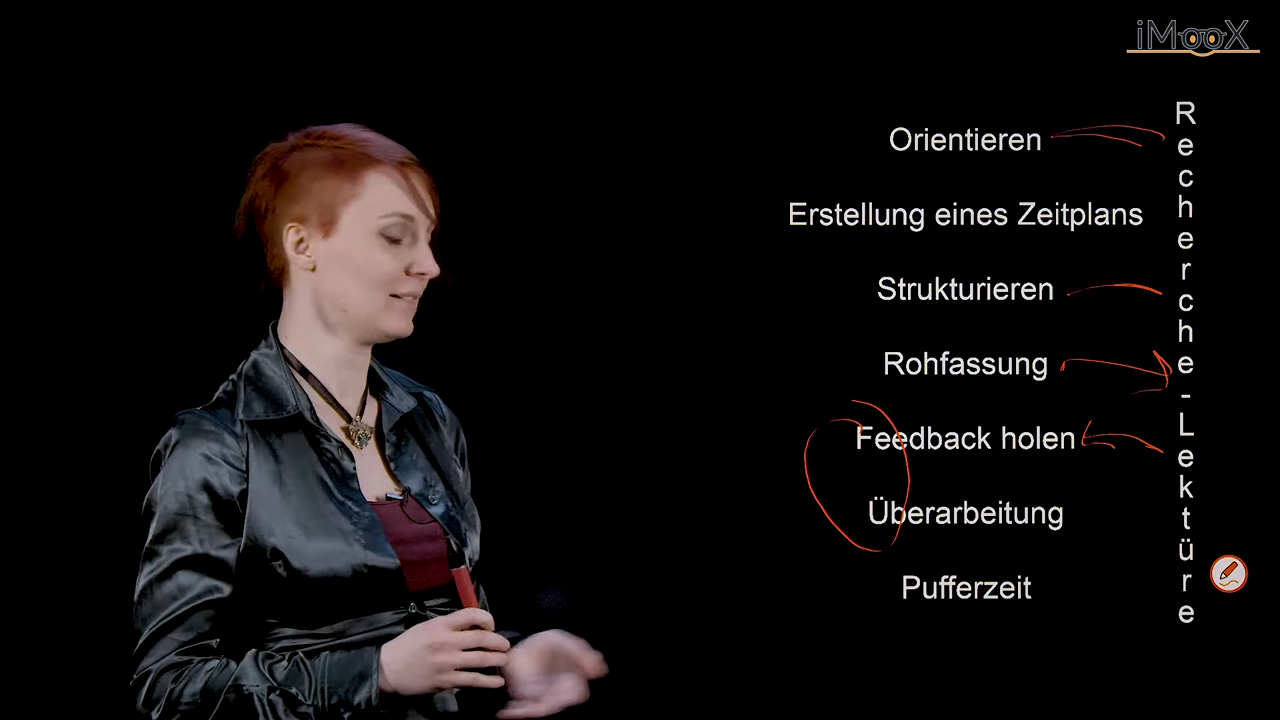 iMooX
Orientieren
Erstellung eines Zeitplans
Strukturieren
Rohfassung
Feedback holen
Überarbeitung
Pufferzeit
Recherche-Lektüre